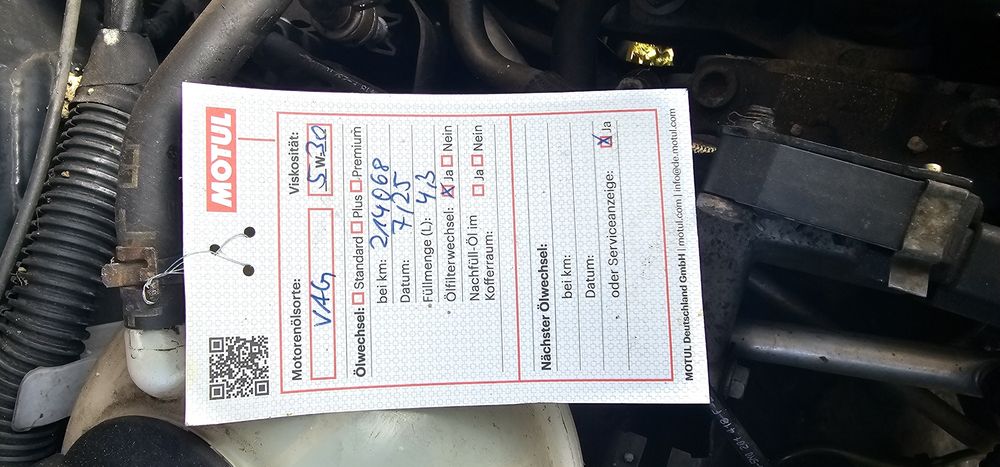 MOTUL
Motorenölsorte: Viskosität:
VAG 5W-30
Ölwechsel: Standard Plus Premium
bei km: 214068
Datum: 7/25
Füllmenge (L): 4,3
Ölfilterwechsel: X Ja Nein
Nachfüll-Öl im
Kofferraum: Ja Nein
Nächster Ölwechsel:
bei km:
Datum:
oder Serviceanzeige: X Ja
MOTUL Deutschland GmbH | motul.com | info@de.motul.com